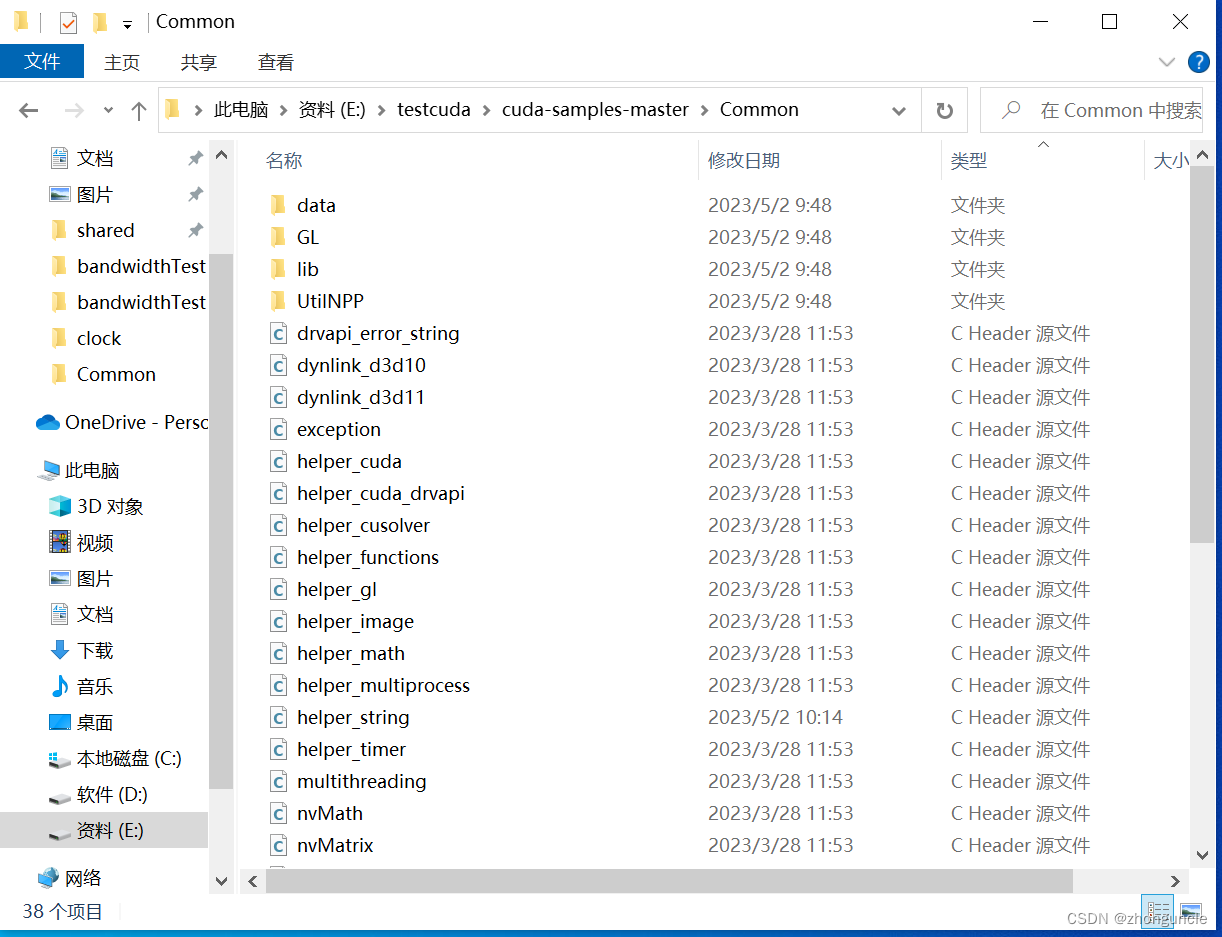 Common
文件 主页 共享 查看
此电脑 资料 (E:) testcuda cuda-samples-master Common 在 Common 中搜索
文档
图片
shared
bandwidthTest
bandwidthTest
clock
Common
OneDrive - Perso
此电脑
3D 对象
视频
图片
文档
下载
音乐
桌面
本地磁盘 (C:)
软件 (D:)
资料 (E:)
网络
名称 修改日期 类型 大小
data 2023/5/2 9:48 文件夹
GL 2023/5/2 9:48 文件夹
lib 2023/5/2 9:48 文件夹
UtilNPP 2023/5/2 9:48 文件夹
drvapi_error_string 2023/3/28 11:53 C Header 源文件
dynlink_d3d10 2023/3/28 11:53 C Header 源文件
dynlink_d3d11 2023/3/28 11:53 C Header 源文件
exception 2023/3/28 11:53 C Header 源文件
helper_cuda 2023/3/28 11:53 C Header 源文件
helper_cuda_drvapi 2023/3/28 11:53 C Header 源文件
helper_cusolver 2023/3/28 11:53 C Header 源文件
helper_functions 2023/3/28 11:53 C Header 源文件
helper_gl 2023/3/28 11:53 C Header 源文件
helper_image 2023/3/28 11:53 C Header 源文件
helper_math 2023/3/28 11:53 C Header 源文件
helper_multiprocess 2023/3/28 11:53 C Header 源文件
helper_string 2023/5/2 10:14 C Header 源文件
helper_timer 2023/3/28 11:53 C Header 源文件
multithreading 2023/3/28 11:53 C Header 源文件
nvMath 2023/3/28 11:53 C Header 源文件
nvMatrix 2023/3/28 11:53 C Header 源文件
38 个项目
CSDN @zhonguncle